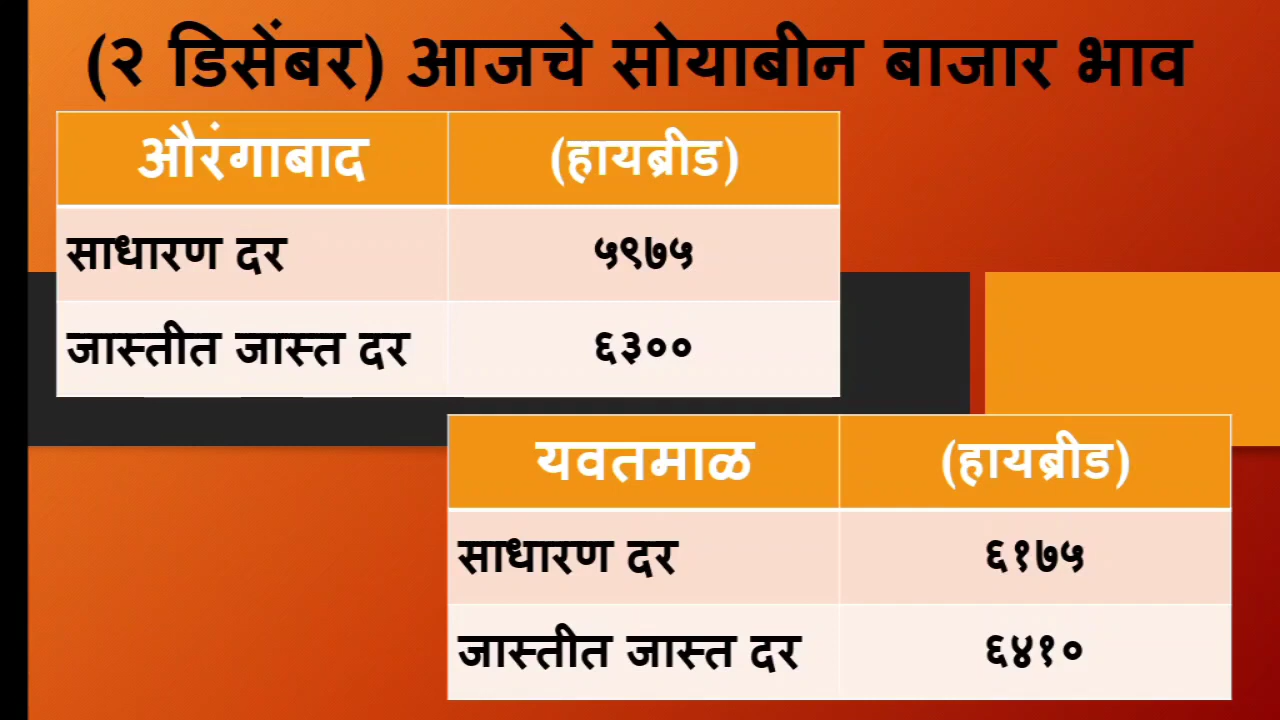 (२ डिसेंबर) आजचे सोयाबीन बाजार भाव
औरंगाबाद (हायब्रीड)
साधारण दर ५९७५
जास्तीत जास्त दर ६३००
यवतमाळ (हायब्रीड)
साधारण दर ६१७५
जास्तीत जास्त दर ६४१०